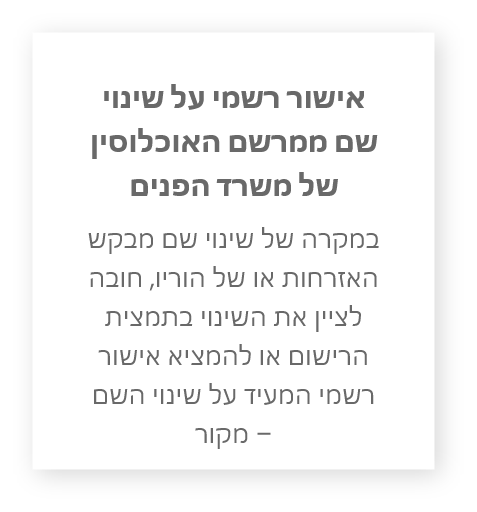 אישור רשמי על שינוי
שם ממרשם האוכלוסין
של משרד הפנים
במקרה של שינוי שם מבקש
האזרחות או של הוריו, חובה
לציין את השינוי בתמצית
הרישום או להמציא אישור
רשמי המעיד על שינוי השם
– מקור